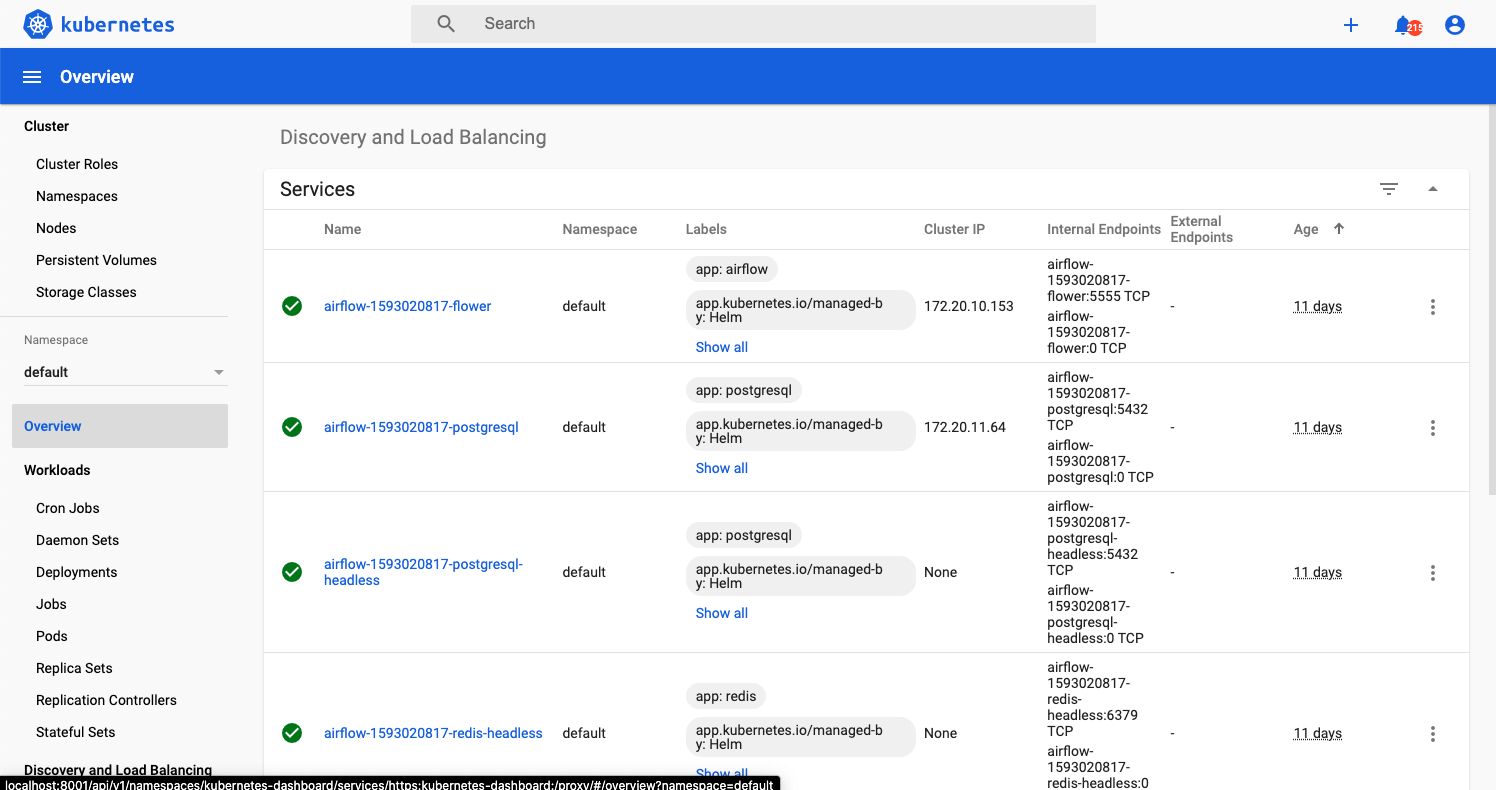 kubernetes
Search
215
Overview
Cluster
Cluster Roles
Namespaces
Nodes
Persistent Volumes
Storage Classes
Namespace
default
Overview
Workloads
Cron Jobs
Daemon Sets
Deployments
Jobs
Pods
Replica Sets
Replication Controllers
Stateful Sets
Discovery and Load Balancing
Discovery and Load Balancing
Services
Name
Namespace
Labels
Cluster IP
Internal Endpoints
External
Endpoints
Age
airflow-1593020817-flower
default
app: airflow
app.kubernetes.io/managed-b
y: Helm
Show all
172.20.10.153
airflow-
1593020817-
flower:5555 TCP
airflow-
1593020817-
flower:0 TCP
-
11 days
airflow-1593020817-postgresql
default
app: postgresql
app.kubernetes.io/managed-b
y: Helm
Show all
172.20.11.64
airflow-
1593020817-
postgresql:5432
TCP
airflow-
1593020817-
postgresql:0 TCP
-
11 days
airflow-1593020817-postgresql-
headless
default
app: postgresql
app.kubernetes.io/managed-b
y: Helm
Show all
None
airflow-
1593020817-
postgresql-
headless:5432
TCP
airflow-
1593020817-
postgresql-
headless:0 TCP
-
11 days
airflow-1593020817-redis-headless
default
app: redis
app.kubernetes.io/managed-b
y: Helm
Show all
None
airflow-
1593020817-
redis-
headless:6379
TCP
airflow-
1593020817-
redis-headless:0
-
11 days
localhost:8001/api/v1/namespaces/kubernetes-dashboard/services/https:kubernetes-dashboard:/proxy/#/overview?namespace=default